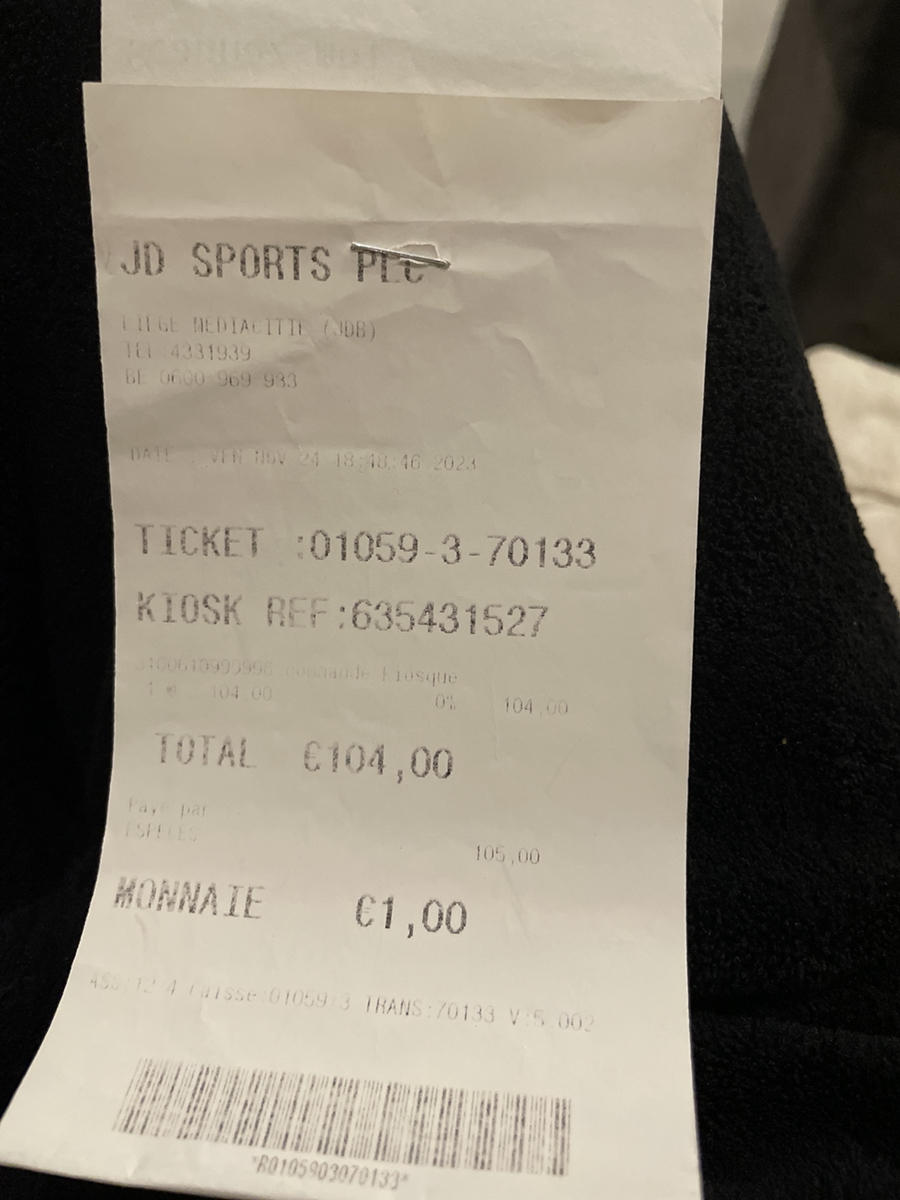 JD SPORTS PLC
LIEGE MEDIACITIE (JDB)
TEL 4331939
BE 0600 969 933
DATE : VEN NOV 24 18:48:46 2023
TICKET :01059-3-70133
KIOSK REF:635431527
commande Kiosque
1 104.00 0% 104,00
TOTAL €104,00
Paye par
ESPECES
105,00
MONNAIE €1,00
Caisse:01059 3 TRANS:70133 V:5.002
*R0105903070133*